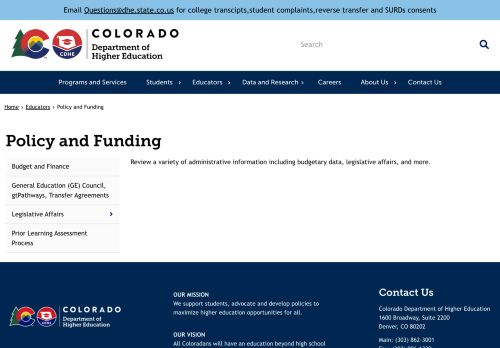 Email Questions@dhe.state.co.us for college transcipts,student complaints,reverse transfer and SURDs consents
CDHE
COLORADO
Department of
Higher Education
Search
Programs and Services
Students
Educators
Data and Research
Careers
About Us
Contact Us
Home › Educators › Policy and Funding
Policy and Funding
Budget and Finance
General Education (GE) Council,
gtPathways, Transfer Agreements
Legislative Affairs
Prior Learning Assessment
Process
Review a variety of administrative information including budgetary data, legislative affairs, and more.
CDHE
COLORADO
Department of
Higher Education
OUR MISSION
We support students, advocate and develop policies to
maximize higher education opportunities for all.
OUR VISION
All Coloradans will have an education beyond high school
Contact Us
Colorado Department of Higher Education
1600 Broadway, Suite 2200
Denver, CO 80202
Main: (303) 862-3001